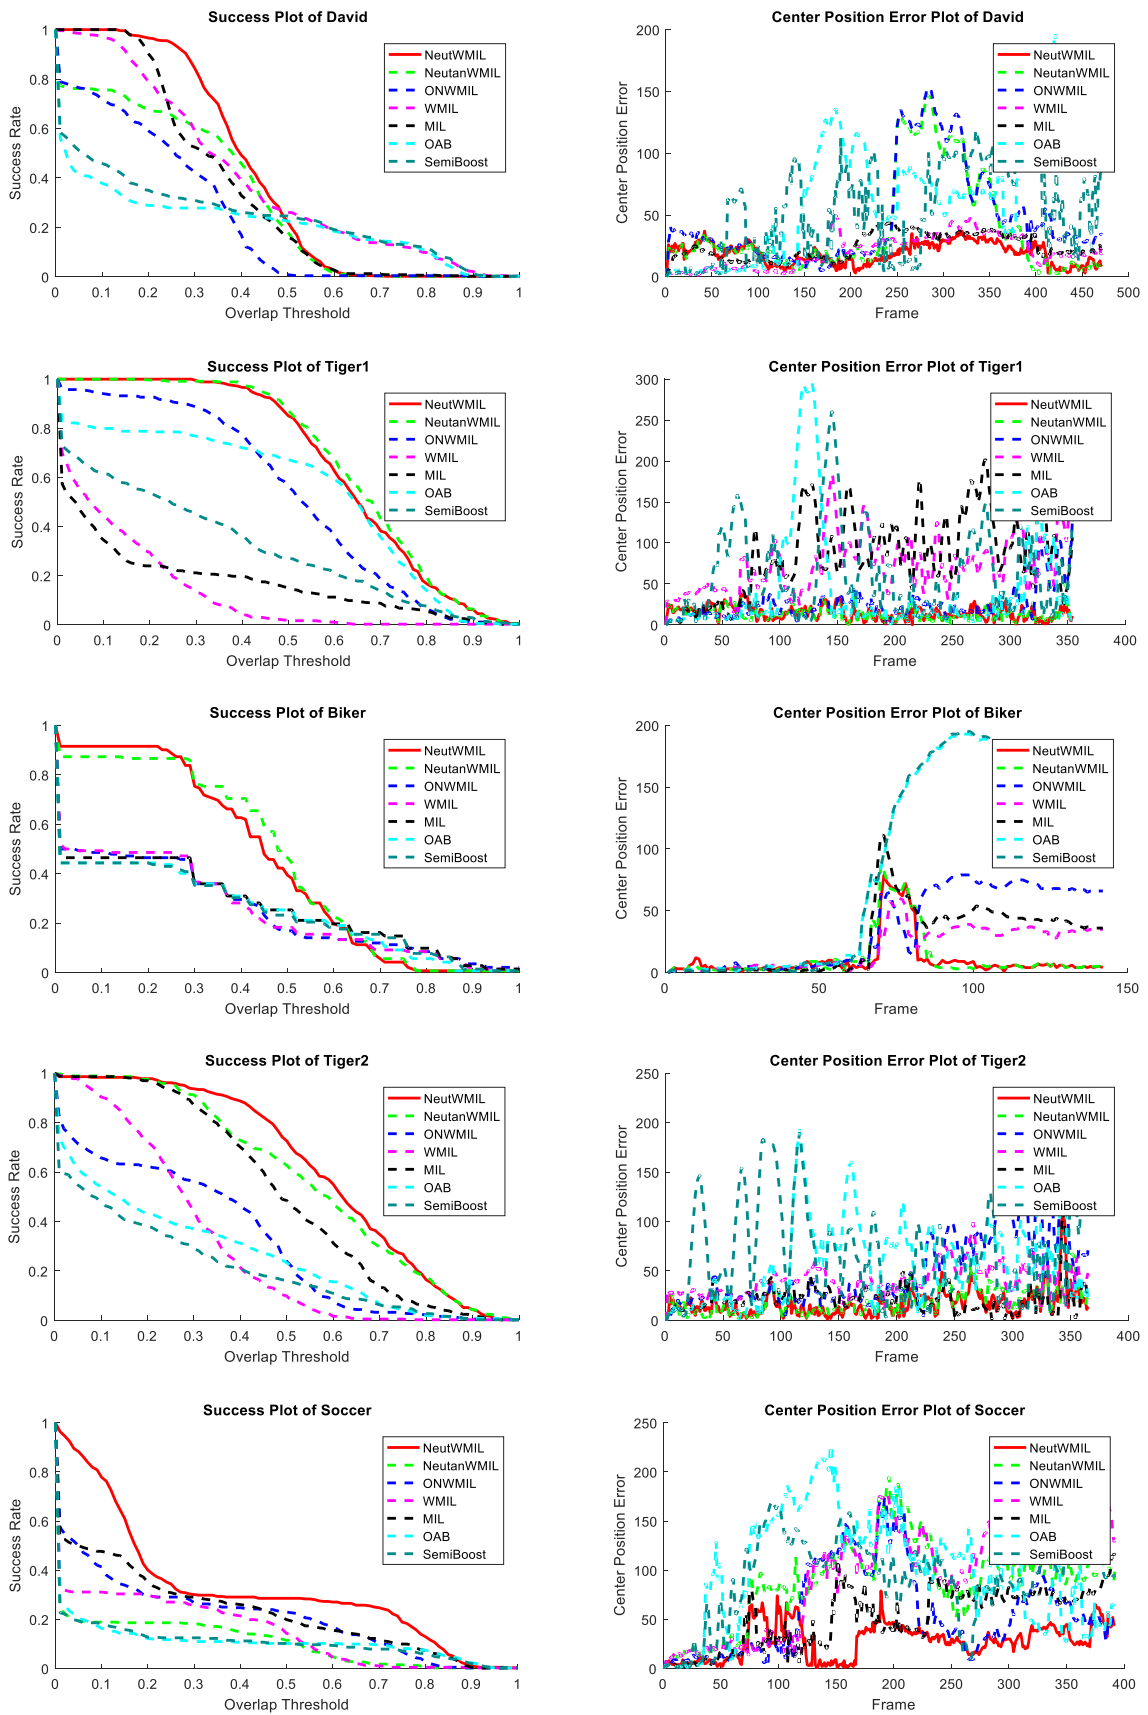 Success Plot of David
1
0.8
0.6
0.4
0.2
0
Success Rate
0 0.1 0.2 0.3 0.4 0.5 0.6 0.7 0.8 0.9 1
Overlap Threshold
NeutWMIL
NeutanWMIL
ONWMIL
WMIL
MIL
OAB
SemiBoost
Center Position Error Plot of David
200
150
100
50
0
Center Position Error
0 50 100 150 200 250 300 350 400 450 500
Frame
NeutWMIL
NeutanWMIL
ONWMIL
WMIL
MIL
OAB
SemiBoost
Success Plot of Tiger1
1
0.8
0.6
0.4
0.2
0
Success Rate
0 0.1 0.2 0.3 0.4 0.5 0.6 0.7 0.8 0.9 1
Overlap Threshold
NeutWMIL
NeutanWMIL
ONWMIL
WMIL
MIL
OAB
SemiBoost
Center Position Error Plot of Tiger1
300
250
200
150
100
50
0
Center Position Error
0 50 100 150 200 250 300 350 400
Frame
NeutWMIL
NeutanWMIL
ONWMIL
WMIL
MIL
OAB
SemiBoost
Success Plot of Biker
1
0.8
0.6
0.4
0.2
0
Success Rate
0 0.1 0.2 0.3 0.4 0.5 0.6 0.7 0.8 0.9 1
Overlap Threshold
NeutWMIL
NeutanWMIL
ONWMIL
WMIL
MIL
OAB
SemiBoost
Center Position Error Plot of Biker
200
150
100
50
0
Center Position Error
0 50 100 150
Frame
NeutWMIL
NeutanWMIL
ONWMIL
WMIL
MIL
OAB
SemiBoost
Success Plot of Tiger2
1
0.8
0.6
0.4
0.2
0
Success Rate
0 0.1 0.2 0.3 0.4 0.5 0.6 0.7 0.8 0.9 1
Overlap Threshold
NeutWMIL
NeutanWMIL
ONWMIL
WMIL
MIL
OAB
SemiBoost
Center Position Error Plot of Tiger2
250
200
150
100
50
0
Center Position Error
0 50 100 150 200 250 300 350 400
Frame
NeutWMIL
NeutanWMIL
ONWMIL
WMIL
MIL
OAB
SemiBoost
Success Plot of Soccer
1
0.8
0.6
0.4
0.2
0
Success Rate
0 0.1 0.2 0.3 0.4 0.5 0.6 0.7 0.8 0.9 1
Overlap Threshold
NeutWMIL
NeutanWMIL
ONWMIL
WMIL
MIL
OAB
SemiBoost
Center Position Error Plot of Soccer
250
200
150
100
50
0
Center Position Error
0 50 100 150 200 250 300 350 400
Frame
NeutWMIL
NeutanWMIL
ONWMIL
WMIL
MIL
OAB
SemiBoost